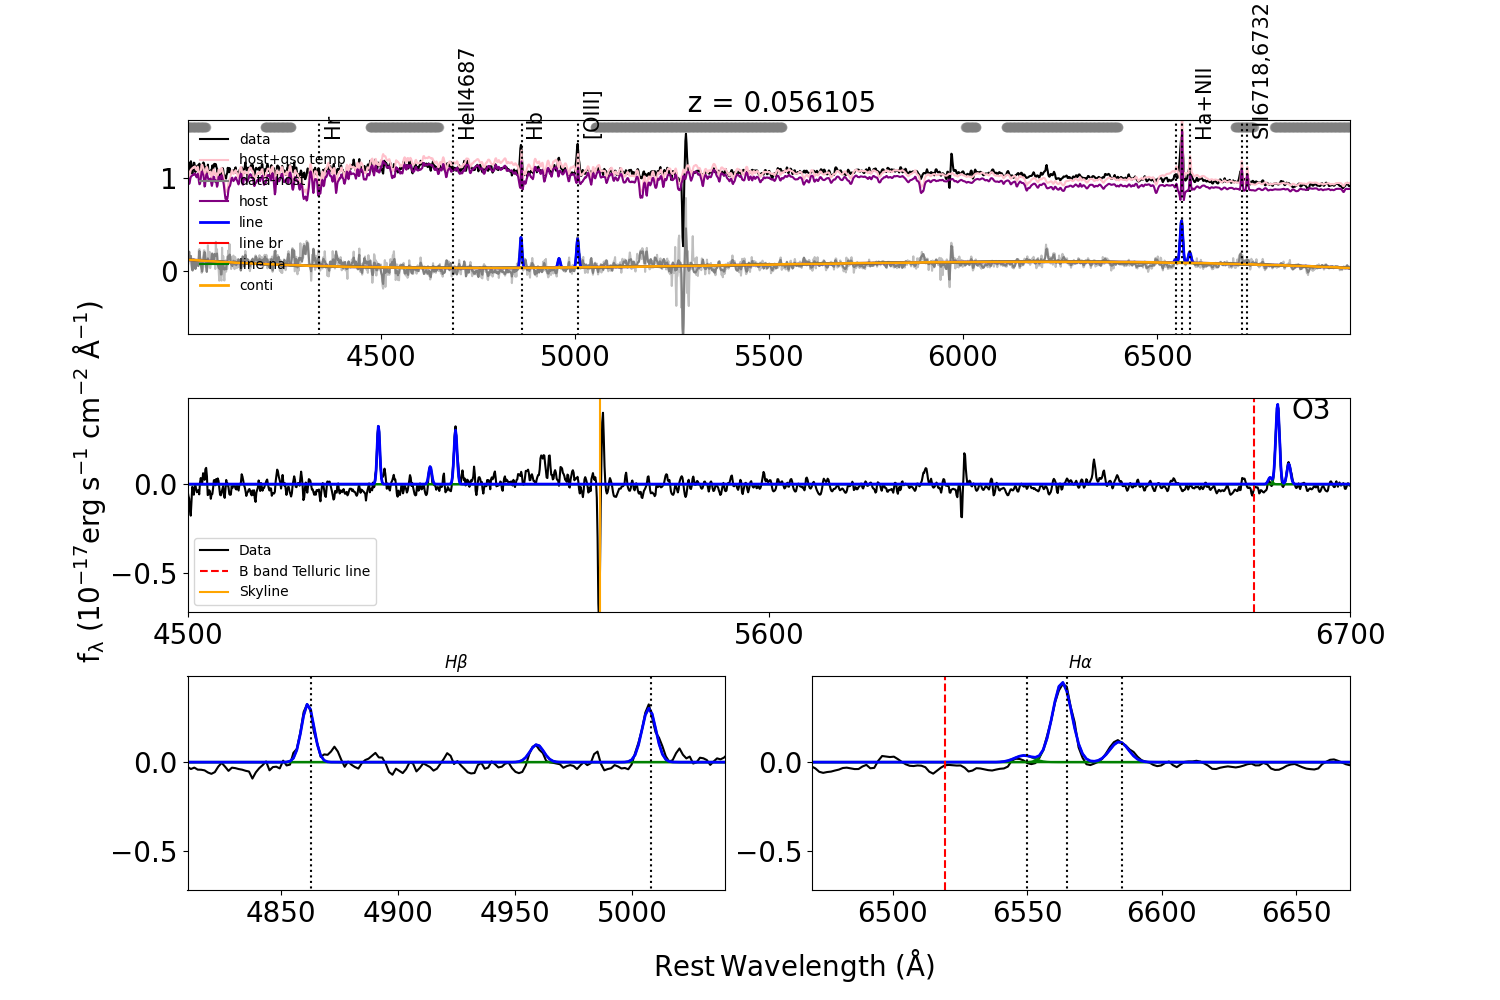 z = 0.056105
Hr
HeII4687
Hb
[OIII]
Ha+NII
SII6718,6732
data
host+qso temp
data-host
host
line
line br
line na
conti
1
0
4500
5000
5500
6000
6500
fλ (10⁻¹⁷erg s⁻¹ cm⁻² Å⁻¹)
O3
0.0
−0.5
Data
B band Telluric line
Skyline
4500
5600
6700
Hβ
0.0
−0.5
4850
4900
4950
5000
Hα
0.0
−0.5
6500
6550
6600
6650
Rest Wavelength (Å)